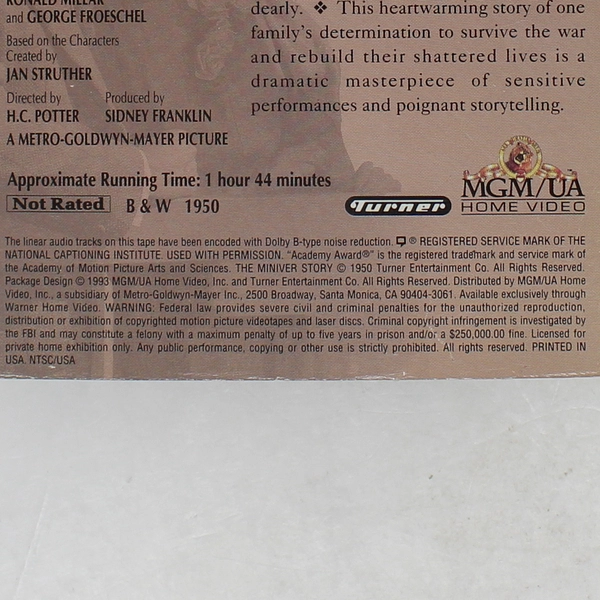 RONALD MILLAR
and GEORGE FROESCHEL
Based on the Characters
Created by
JAN STRUTHER
Directed by Produced by
H.C. POTTER SIDNEY FRANKLIN
A METRO-GOLDWYN-MAYER PICTURE
dearly. ❖ This heartwarming story of one
family's determination to survive the war
and rebuild their shattered lives is a
dramatic masterpiece of sensitive
performances and poignant storytelling.
Approximate Running Time: 1 hour 44 minutes
Not Rated B & W 1950
Turner
MGM/UA
HOME VIDEO
The linear audio tracks on this tape have been encoded with Dolby B-type noise reduction. ® REGISTERED SERVICE MARK OF THE
NATIONAL CAPTIONING INSTITUTE. USED WITH PERMISSION. "Academy Award®" is the registered trademark and service mark of
the Academy of Motion Picture Arts and Sciences. THE MINIVER STORY © 1950 Turner Entertainment Co. All Rights Reserved.
Package Design © 1993 MGM/UA Home Video, Inc. and Turner Entertainment Co. All Rights Reserved. Distributed by MGM/UA Home
Video, Inc., a subsidiary of Metro-Goldwyn-Mayer Inc., 2500 Broadway, Santa Monica, CA 90404-3061. Available exclusively through
Warner Home Video. WARNING: Federal law provides severe civil and criminal penalties for the unauthorized reproduction,
distribution or exhibition of copyrighted motion picture videotapes and laser discs. Criminal copyright infringement is investigated by
the FBI and may constitute a felony with a maximum penalty of up to five years in prison and/or a $250,000.00 fine. Licensed for
private home exhibition only. Any public performance, copying or other use is strictly prohibited. All rights reserved. PRINTED IN
USA. NTSC/USA